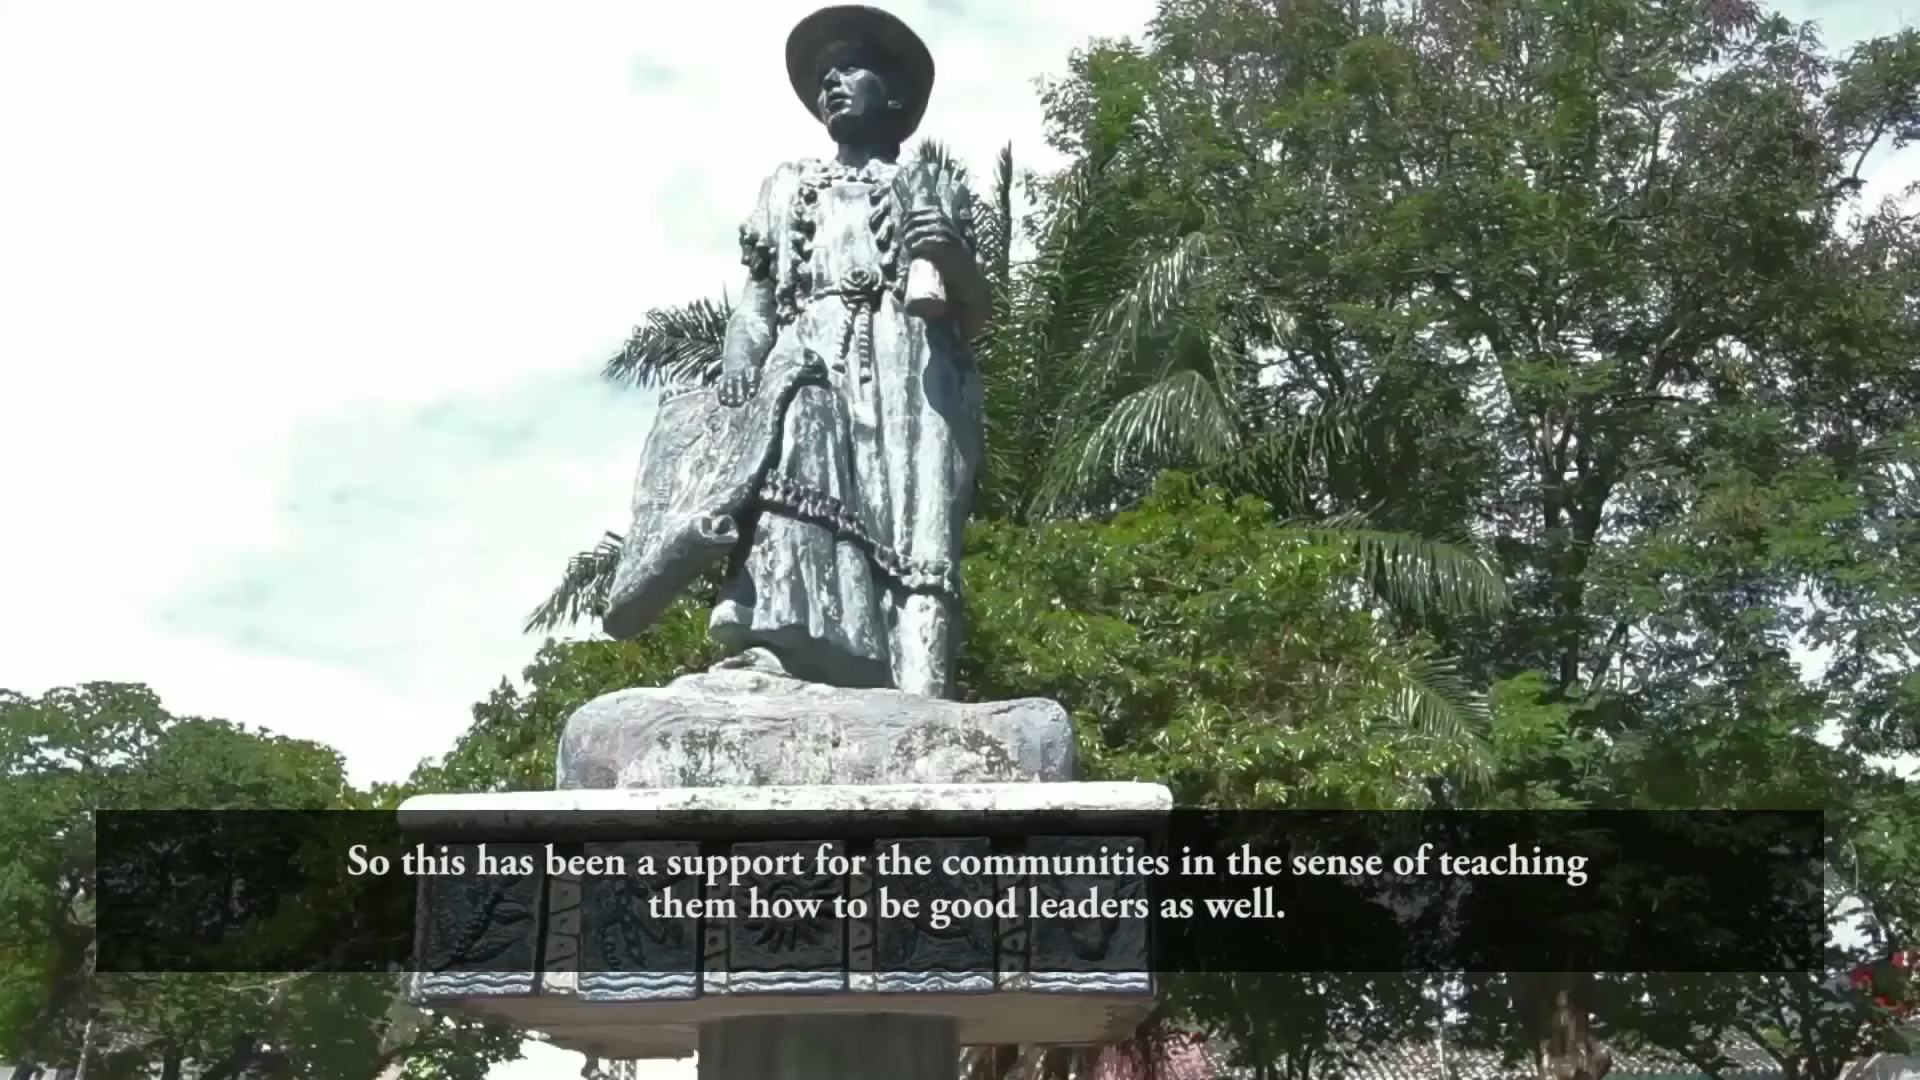 So this has been a support for the communities in the sense of teaching
them how to be good leaders as well.